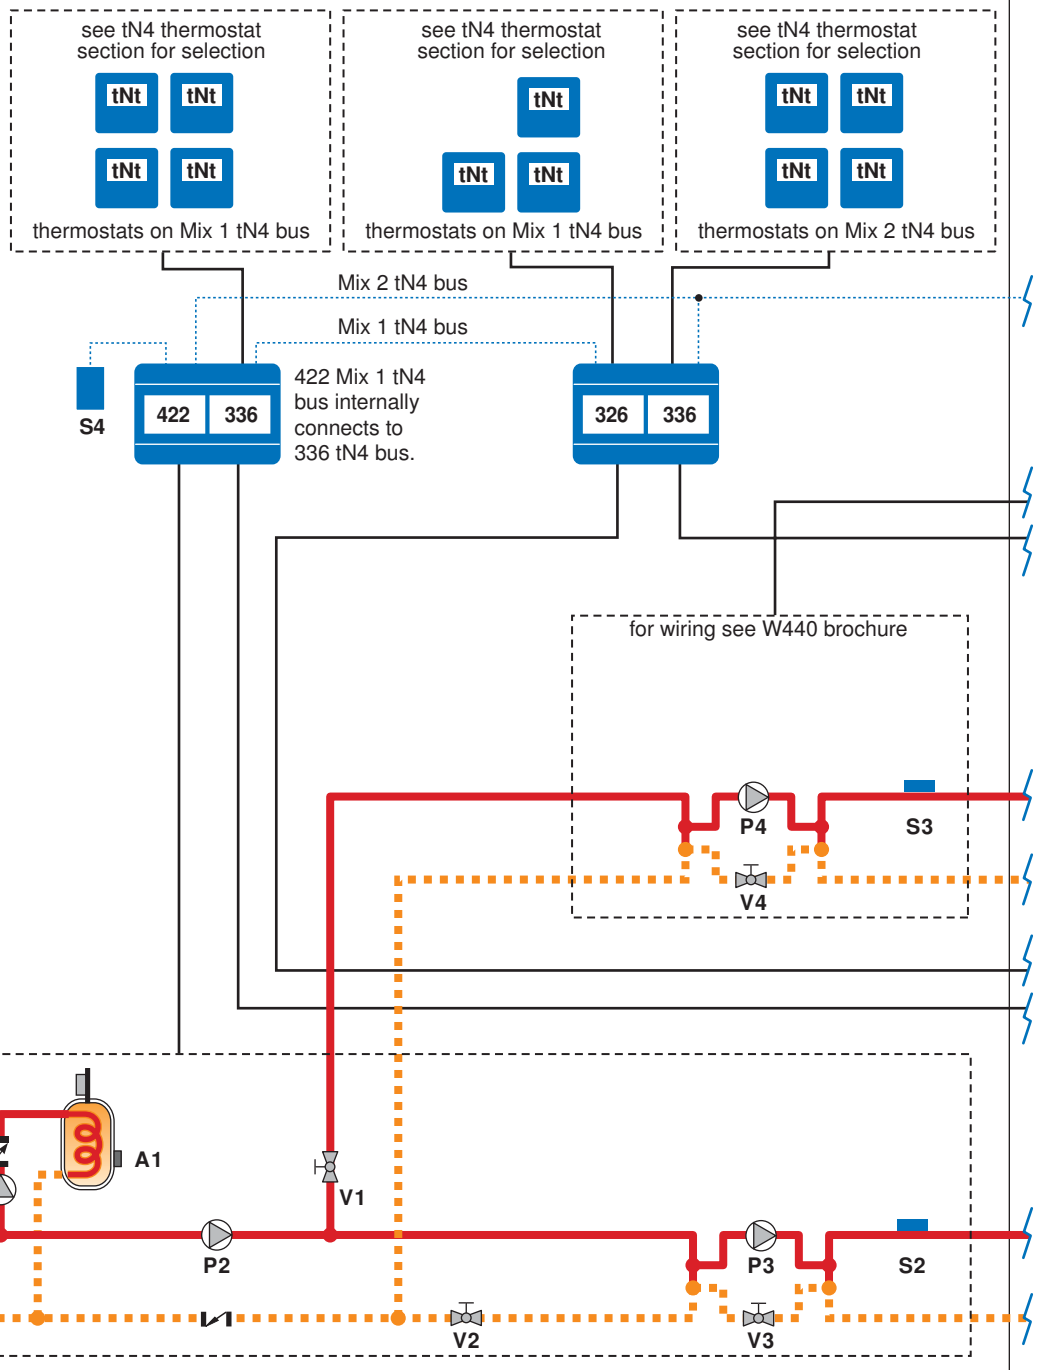 see tN4 thermostat
section for selection
tNt tNt
tNt tNt
thermostats on Mix 1 tN4 bus
see tN4 thermostat
section for selection
tNt
tNt tNt
thermostats on Mix 1 tN4 bus
see tN4 thermostat
section for selection
tNt tNt
tNt tNt
thermostats on Mix 2 tN4 bus
Mix 2 tN4 bus
Mix 1 tN4 bus
S4
422 336
422 Mix 1 tN4
bus internally
connects to
336 tN4 bus.
326 336
for wiring see W440 brochure
P4
S3
V4
A1
V1
P2
P3
S2
V2
V3